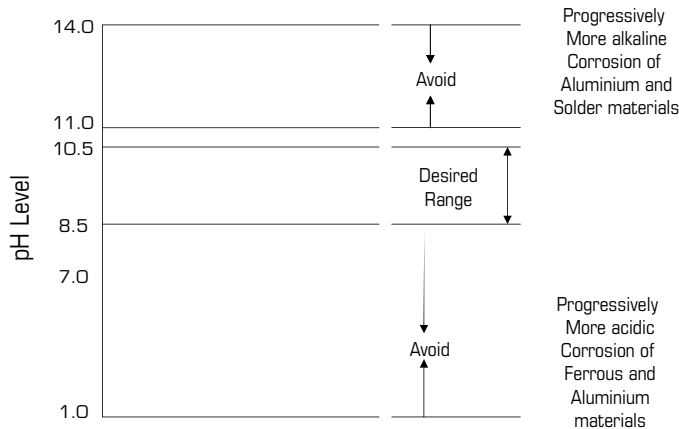 14.0
Progressively
More alkaline
Corrosion of
Aluminium and
Solder materials
Avoid
11.0
10.5
Desired
Range
8.5
pH Level
7.0
Progressively
More acidic
Corrosion of
Ferrous and
Aluminium
materials
Avoid
1.0